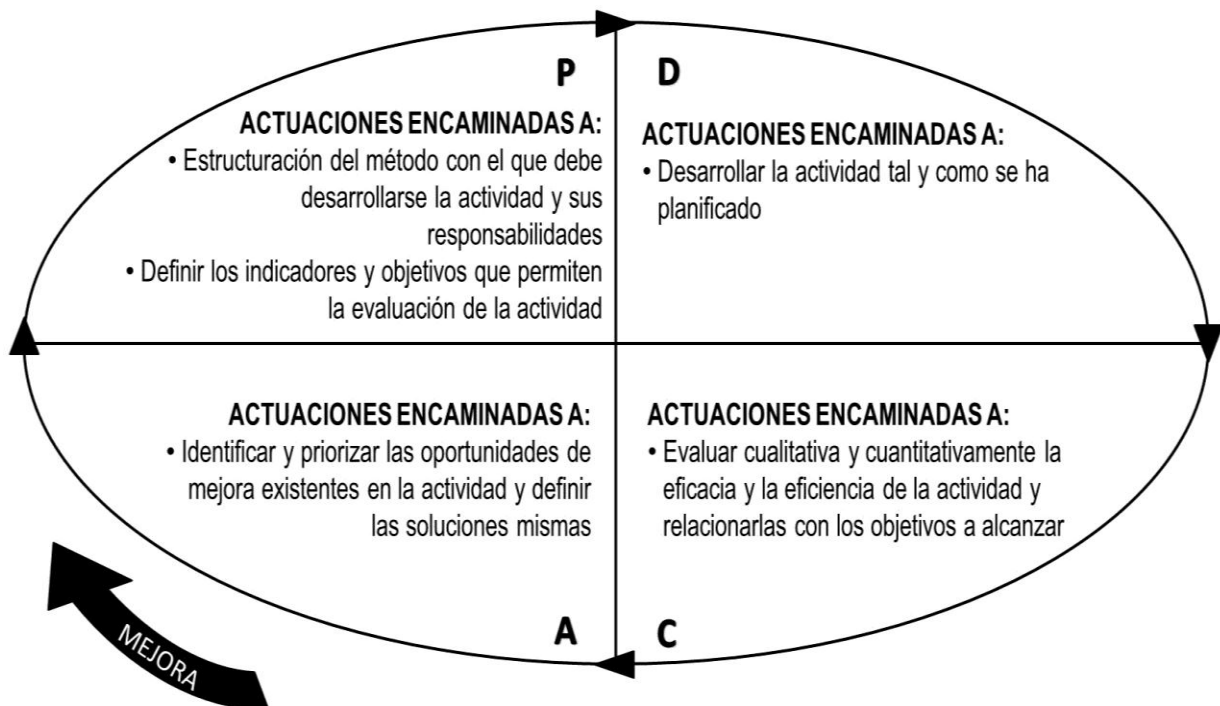 P
ACTUACIONES ENCAMINADAS A:
• Estructuración del método con el que debe
desarrollarse la actividad y sus
responsabilidades
• Definir los indicadores y objetivos que permiten
la evaluación de la actividad
D
ACTUACIONES ENCAMINADAS A:
• Desarrollar la actividad tal y como se ha
planificado
ACTUACIONES ENCAMINADAS A:
• Identificar y priorizar las oportunidades de
mejora existentes en la actividad y definir
las soluciones mismas
A
ACTUACIONES ENCAMINADAS A:
• Evaluar cualitativa y cuantitativamente la
eficacia y la eficiencia de la actividad y
relacionarlas con los objetivos a alcanzar
C
MEJORA